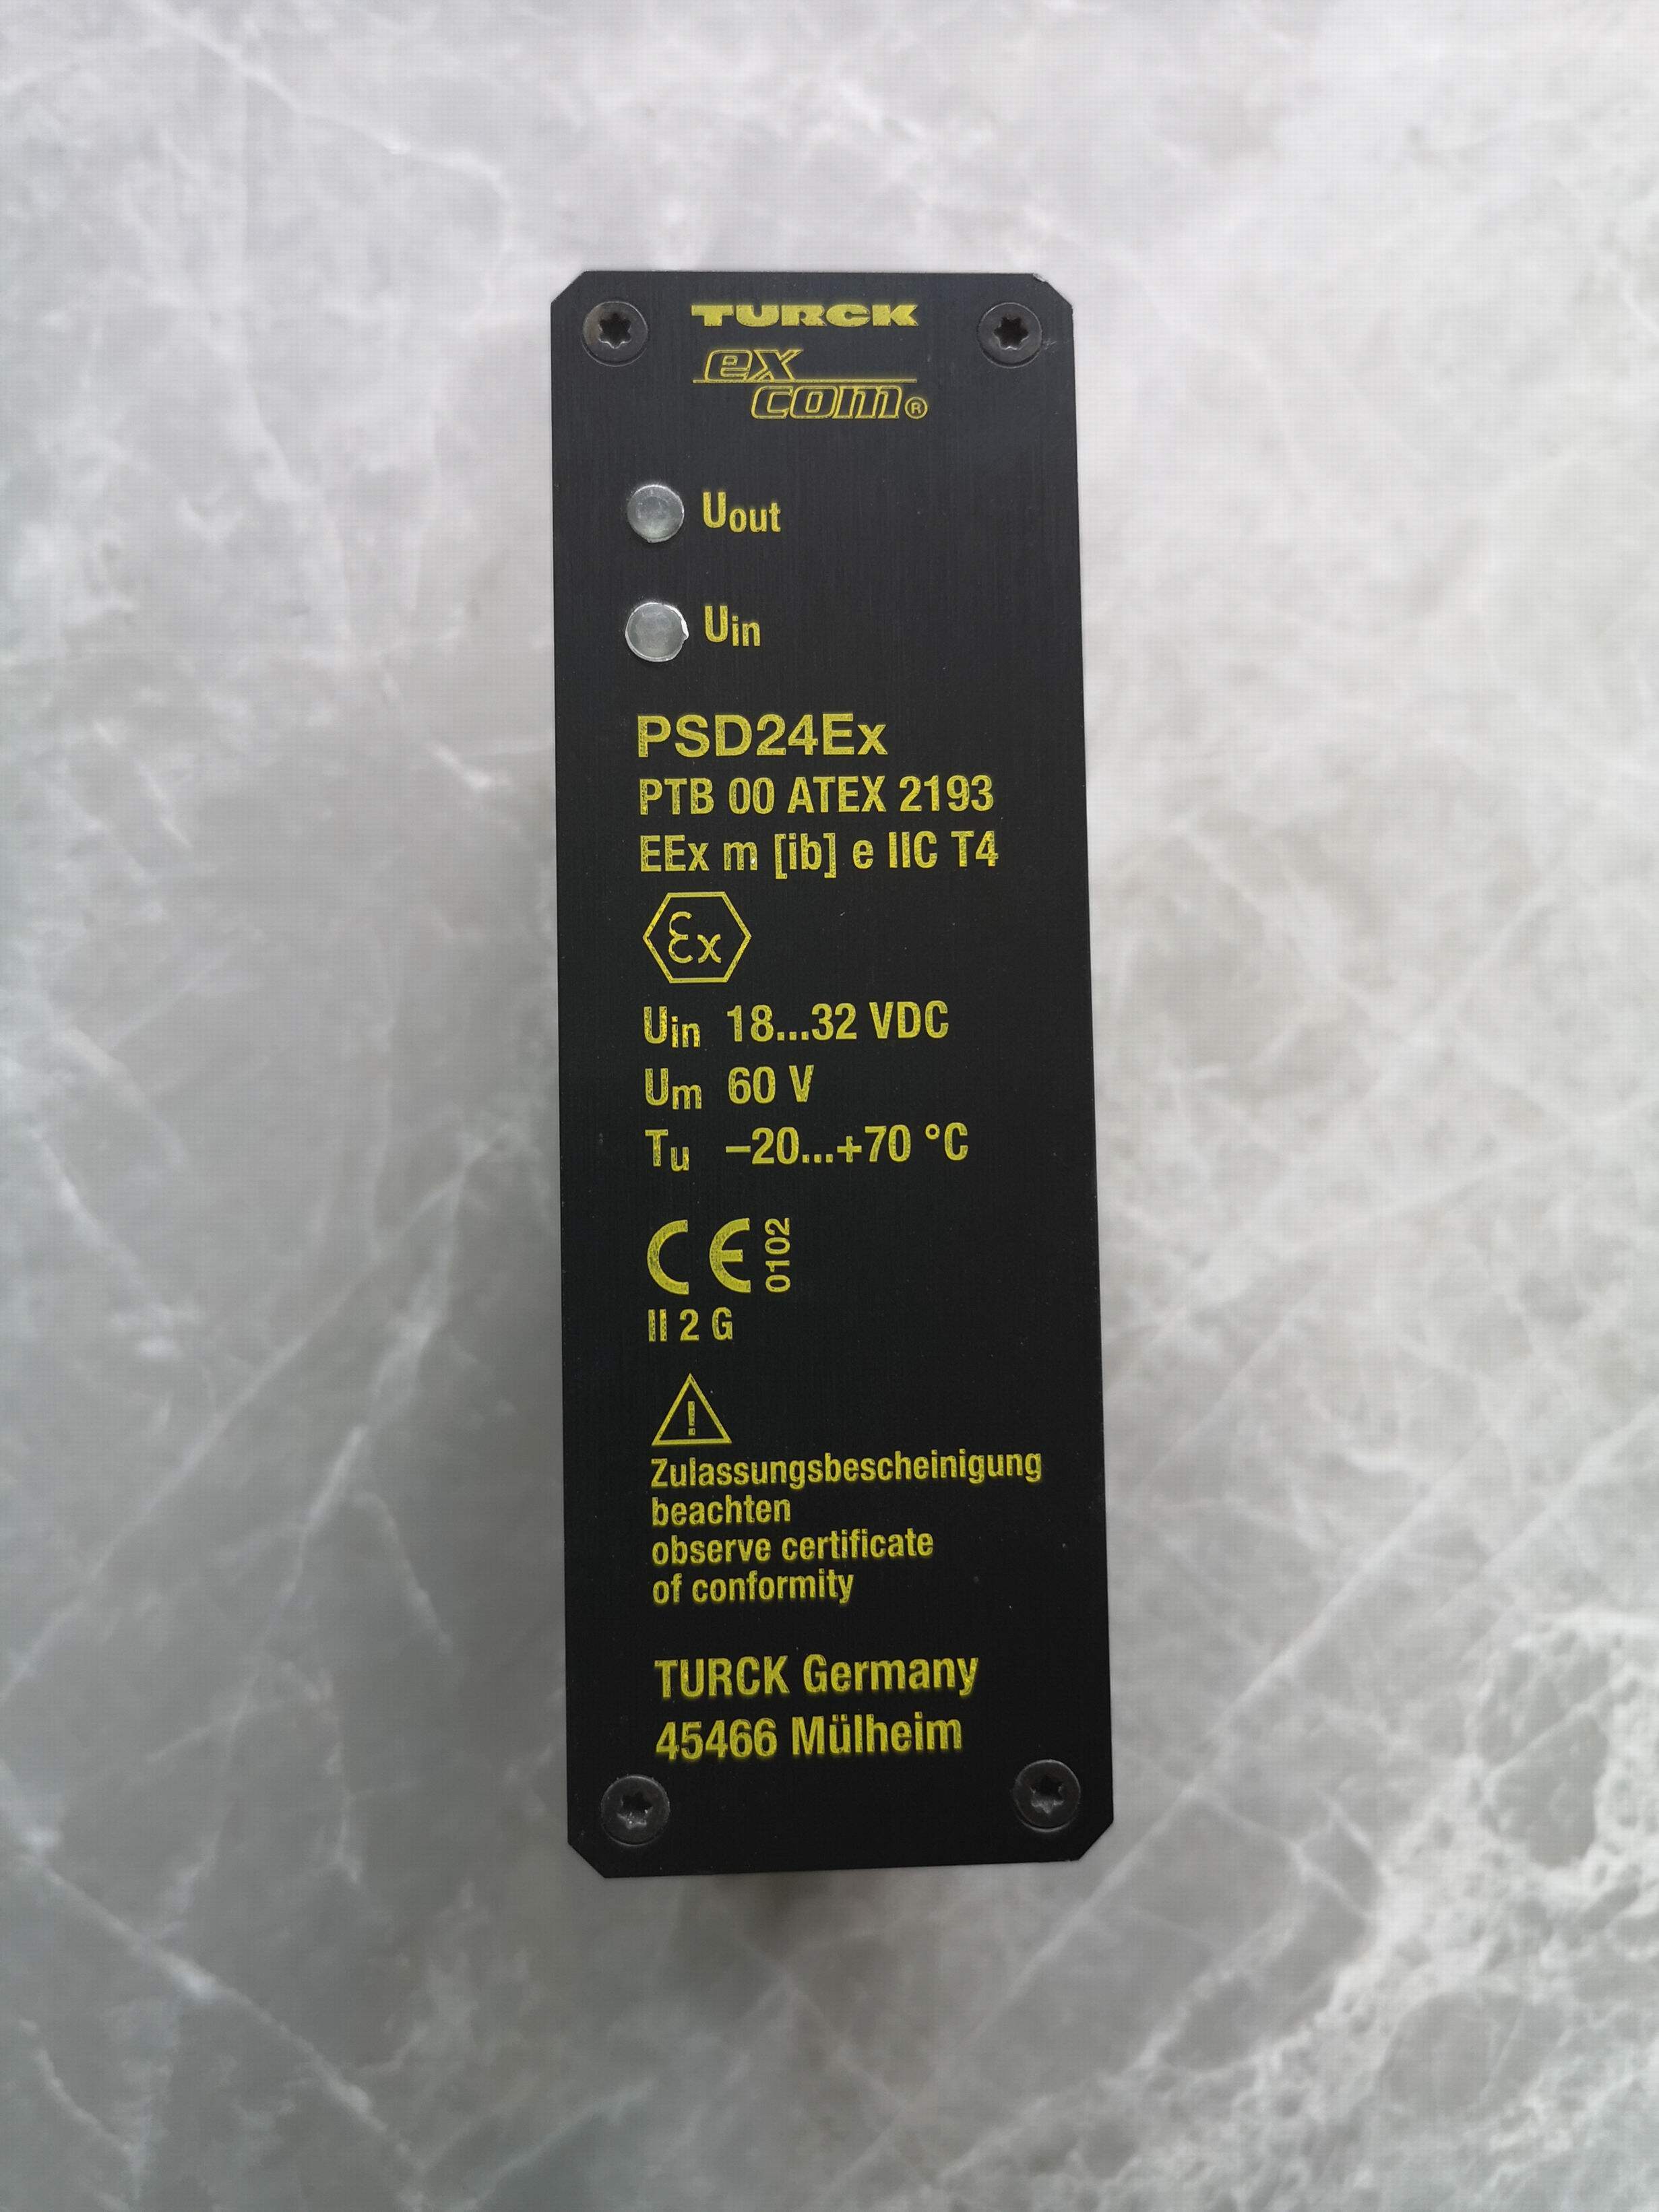 TURCK
ex
com®
Uout
Uin
PSD24Ex
PTB 00 ATEX 2193
EEx m [ib] e IIC T4
Ex
Uin 18...32 VDC
Um 60 V
Tu –20...+70 °C
CE 0102
II 2 G
!
Zulassungsbescheinigung
beachten
observe certificate
of conformity
TURCK Germany
45466 Mülheim